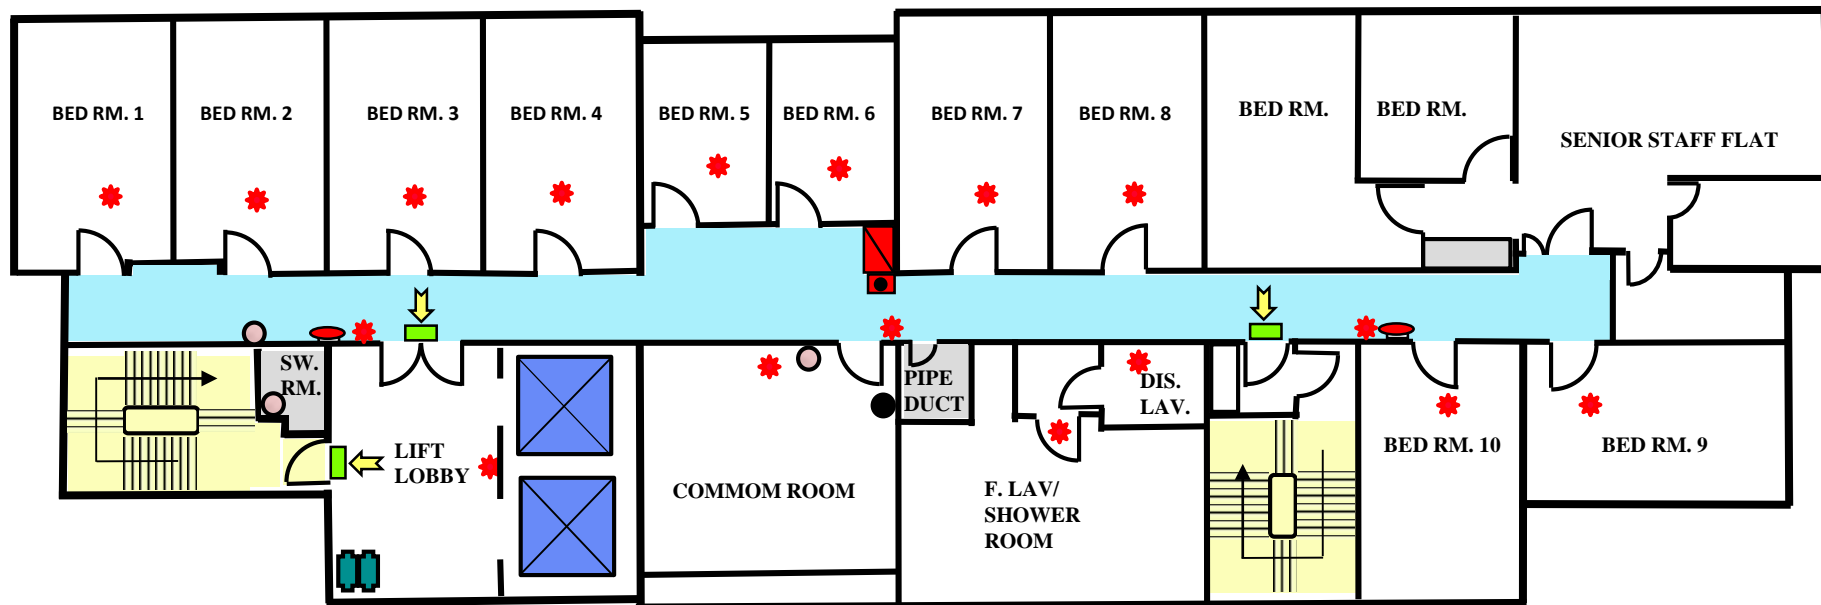 BED RM. 1
BED RM. 2
BED RM. 3
BED RM. 4
BED RM. 5
BED RM. 6
BED RM. 7
BED RM. 8
BED RM.
BED RM.
SENIOR STAFF FLAT
SW.
RM.
LIFT
LOBBY
COMMOM ROOM
PIPE
DUCT
DIS.
LAV.
F. LAV/
SHOWER
ROOM
BED RM. 10
BED RM. 9